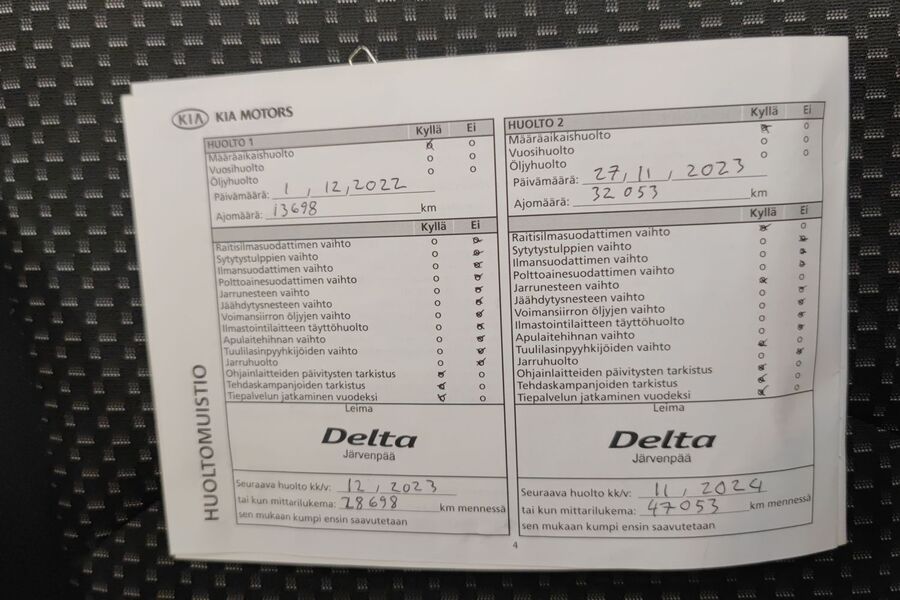 KIA KIA MOTORS
HUOLTOMUISTIO
HUOLTO 1 Kyllä Ei
Määräaikaishuolto o o
Vuosihuolto o o
Öljyhuolto o o
Päivämäärä: 1, 12, 2022
Ajomäärä: 13698 km
Kyllä Ei
Raitisilmasuodattimen vaihto
Sytytystulppien vaihto
Ilmansuodattimen vaihto
Polttoainesuodattimen vaihto
Jarrunesteen vaihto
Jäähdytysnesteen vaihto
Voimansiirron öljyjen vaihto
Ilmastointilaitteen täyttöhuolto
Apulaitehihnan vaihto
Tuulilasinpyyhkijöiden vaihto
Jarruhuolto
Ohjainlaitteiden päivitysten tarkistus
Tehdaskampanjoiden tarkistus
Tiepalvelun jatkaminen vuodeksi
Leima
Delta
Järvenpää
Seuraava huolto kk/v: 12, 2023
tai kun mittarilukema: 28698 km mennessä
sen mukaan kumpi ensin saavutetaan
HUOLTO 2 Kyllä Ei
Määräaikaishuolto o o
Vuosihuolto o o
Öljyhuolto o o
Päivämäärä: 27, 11, 2023
Ajomäärä: 32 053 km
Kyllä Ei
Raitisilmasuodattimen vaihto
Sytytystulppien vaihto
Ilmansuodattimen vaihto
Polttoainesuodattimen vaihto
Jarrunesteen vaihto
Jäähdytysnesteen vaihto
Voimansiirron öljyjen vaihto
Ilmastointilaitteen täyttöhuolto
Apulaitehihnan vaihto
Tuulilasinpyyhkijöiden vaihto
Jarruhuolto
Ohjainlaitteiden päivitysten tarkistus
Tehdaskampanjoiden tarkistus
Tiepalvelun jatkaminen vuodeksi
Leima
Delta
Järvenpää
Seuraava huolto kk/v: 11, 2024
tai kun mittarilukema: 47053 km mennessä
sen mukaan kumpi ensin saavutetaan
4